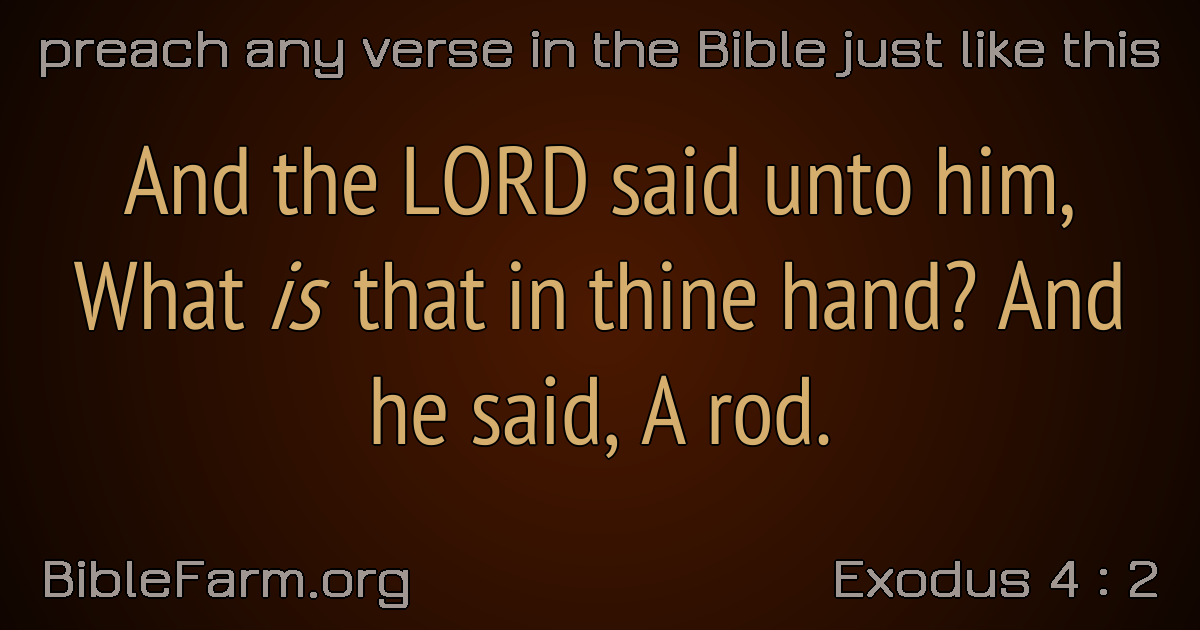 preach any verse in the Bible just like this
And the LORD said unto him,
What is that in thine hand? And
he said, A rod.
BibleFarm.org
Exodus 4 : 2